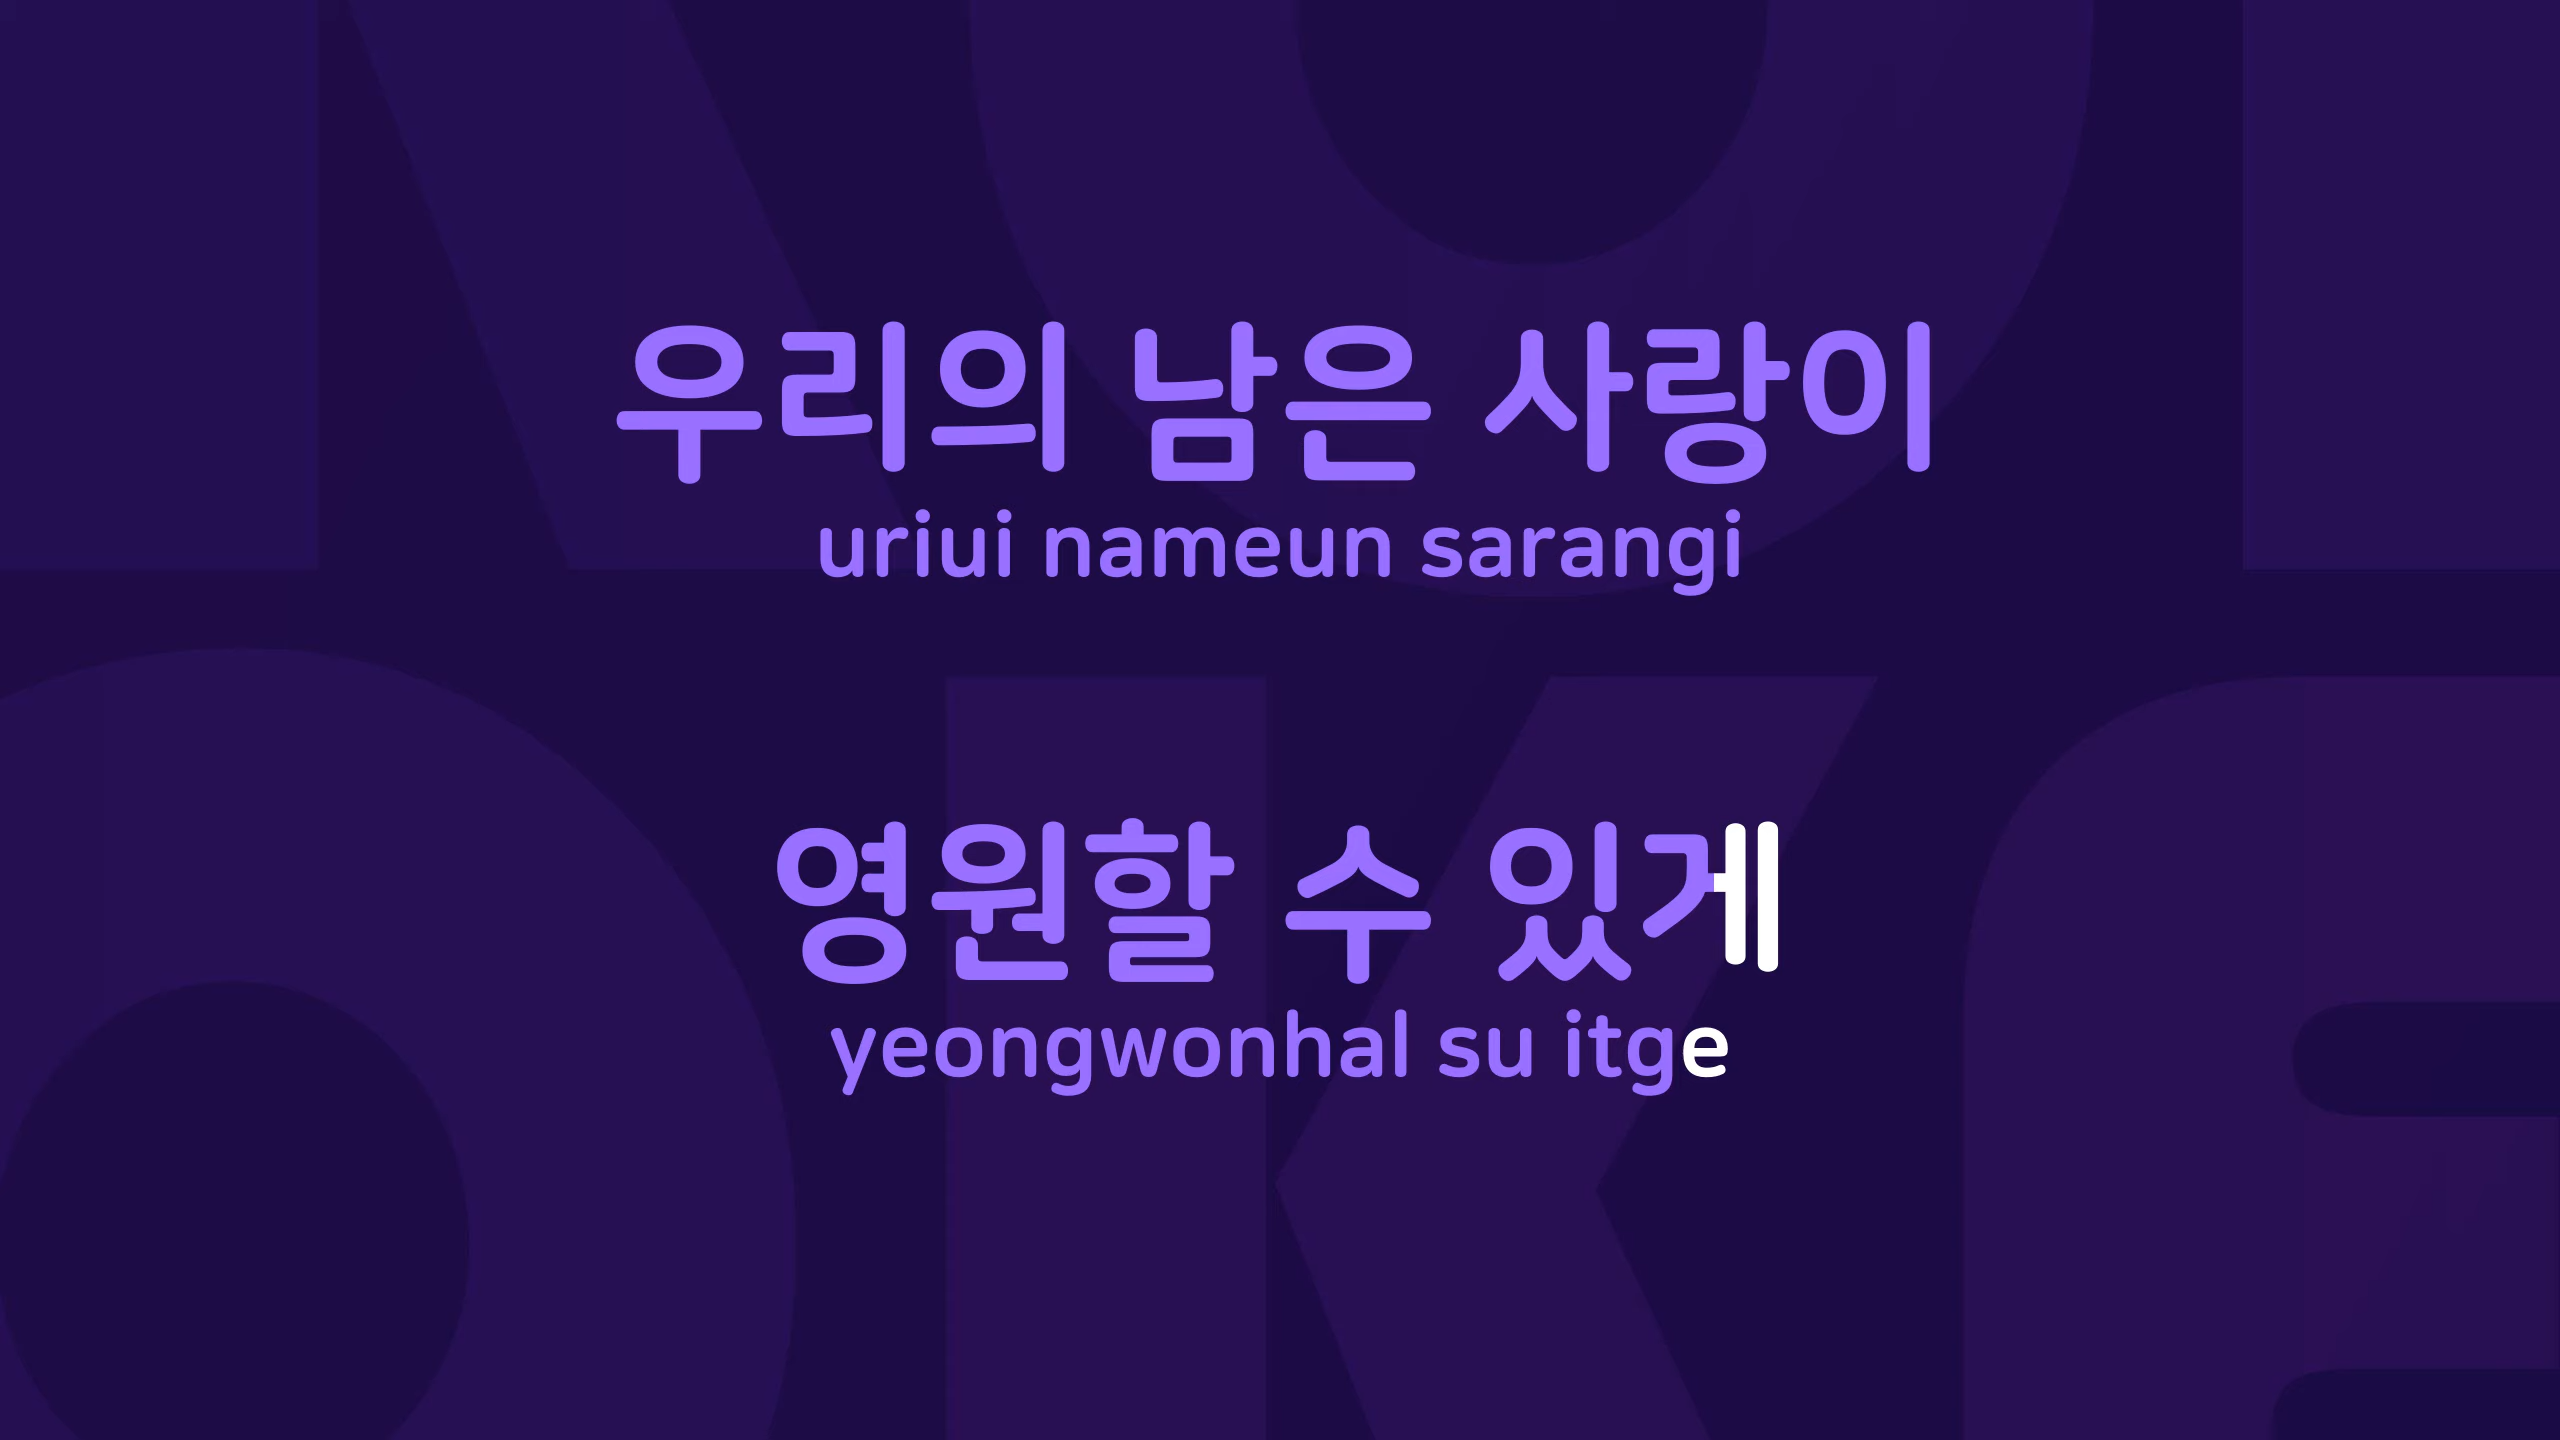 우리의 남은 사랑이
uriui nameun sarangi
영원할 수 있게
yeongwonhal su itge